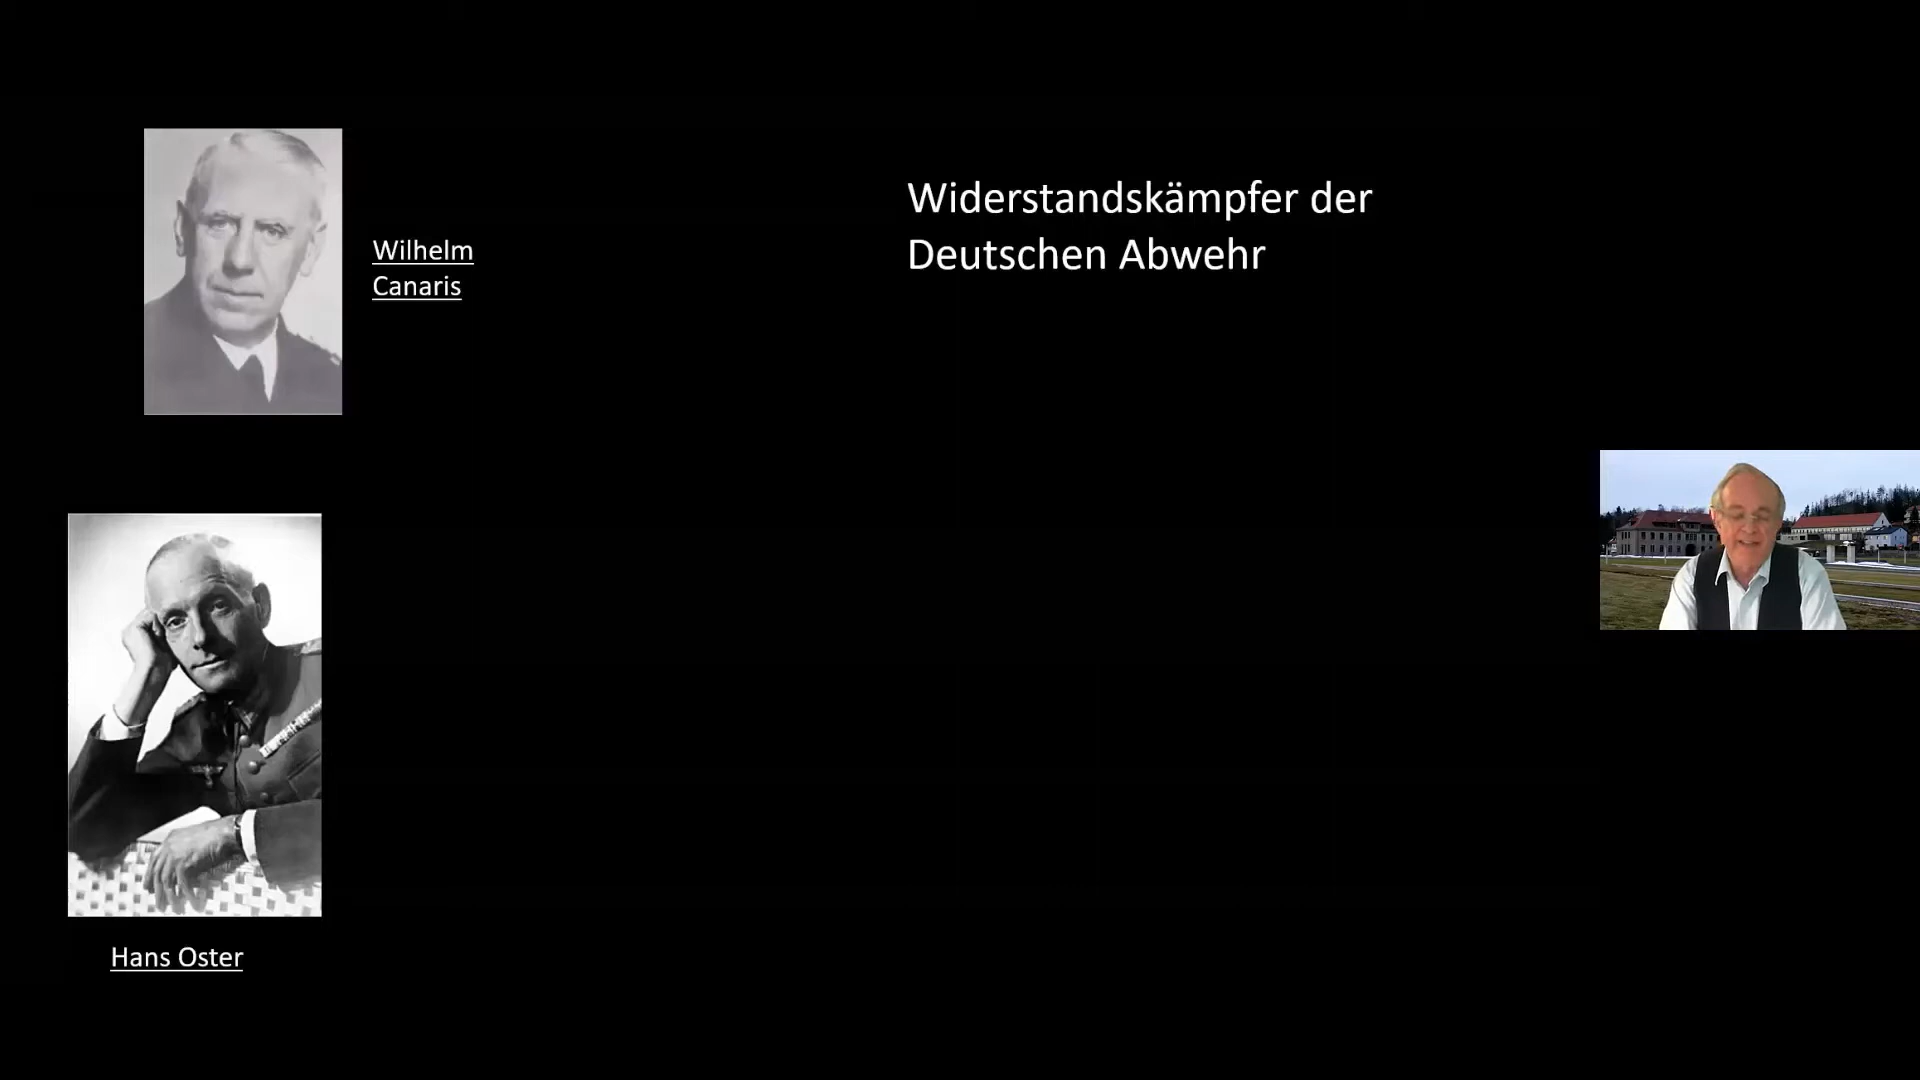 Wilhelm
Canaris
Widerstandskämpfer der
Deutschen Abwehr
Hans Oster